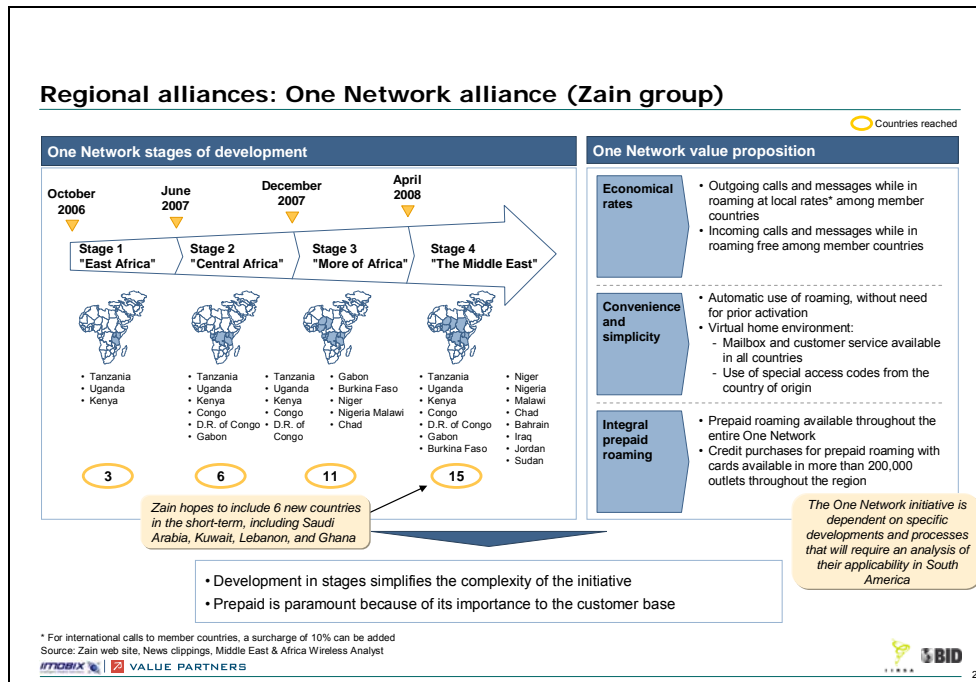 Regional alliances: One Network alliance (Zain group)
Countries reached
One Network stages of development
October
2006
June
2007
December
2007
April
2008
Stage 1
"East Africa"
Stage 2
"Central Africa"
Stage 3
"More of Africa"
Stage 4
"The Middle East"
• Tanzania
• Uganda
• Kenya
• Tanzania
• Uganda
• Kenya
• Congo
• D.R. of Congo
• Gabon
• Tanzania
• Uganda
• Kenya
• Congo
• D.R. of
Congo
• Gabon
• Burkina Faso
• Niger
• Nigeria Malawi
• Chad
• Tanzania
• Uganda
• Kenya
• Congo
• D.R. of Congo
• Gabon
• Burkina Faso
• Niger
• Nigeria
• Malawi
• Chad
• Bahrain
• Iraq
• Jordan
• Sudan
3
6
11
15
Zain hopes to include 6 new countries
in the short-term, including Saudi
Arabia, Kuwait, Lebanon, and Ghana
One Network value proposition
Economical
rates
• Outgoing calls and messages while in
roaming at local rates* among member
countries
• Incoming calls and messages while in
roaming free among member countries
Convenience
and
simplicity
• Automatic use of roaming, without need
for prior activation
• Virtual home environment:
- Mailbox and customer service available
in all countries
- Use of special access codes from the
country of origin
Integral
prepaid
roaming
• Prepaid roaming available throughout the
entire One Network
• Credit purchases for prepaid roaming with
cards available in more than 200,000
outlets throughout the region
The One Network initiative is
dependent on specific
developments and processes
that will require an analysis of
their applicability in South
America
• Development in stages simplifies the complexity of the initiative
• Prepaid is paramount because of its importance to the customer base
* For international calls to member countries, a surcharge of 10% can be added
Source: Zain web site, News clippings, Middle East & Africa Wireless Analyst
imobix
VALUE PARTNERS
IIRSA
BID
2